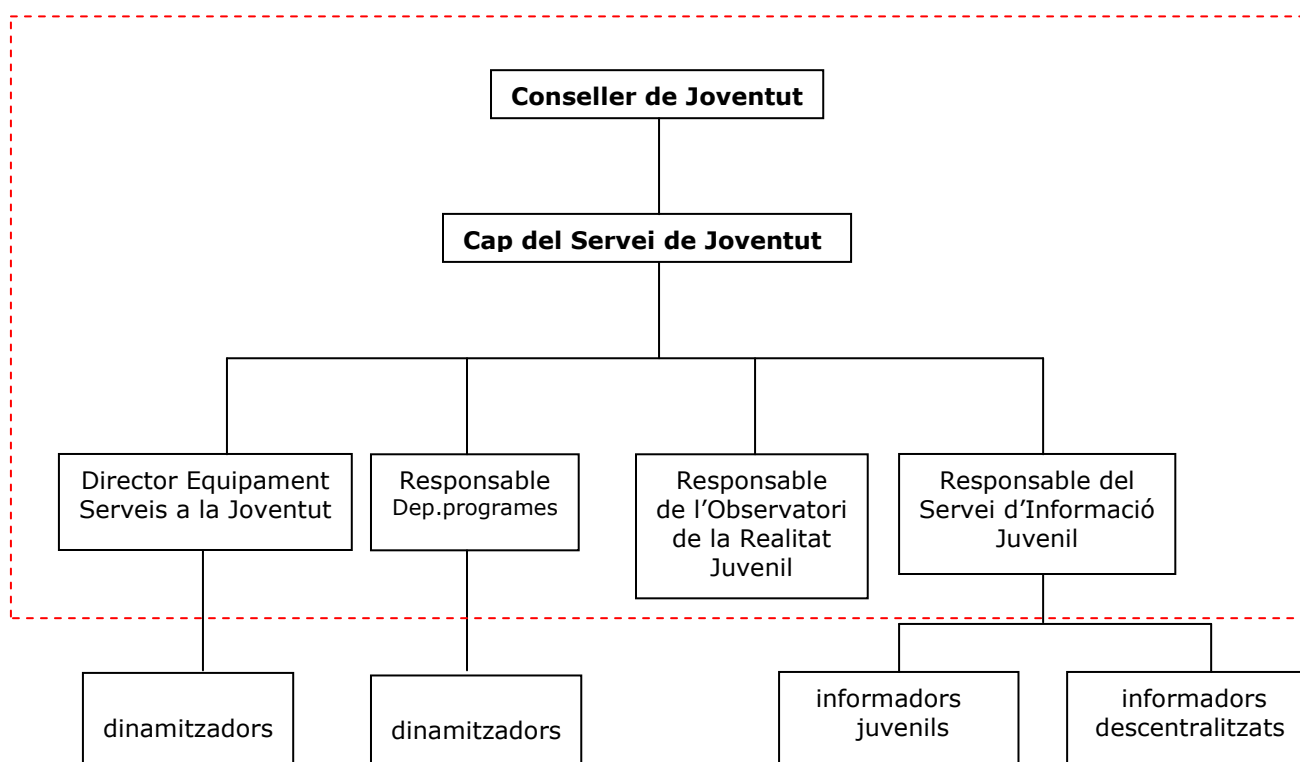 Conseller de Joventut
Cap del Servei de Joventut
Director Equipament
Serveis a la Joventut
Responsable
Dep.programes
Responsable
de l’Observatori
de la Realitat
Juvenil
Responsable del
Servei d’Informació
Juvenil
dinamitzadors
dinamitzadors
informadors
juvenils
informadors
descentralitzats